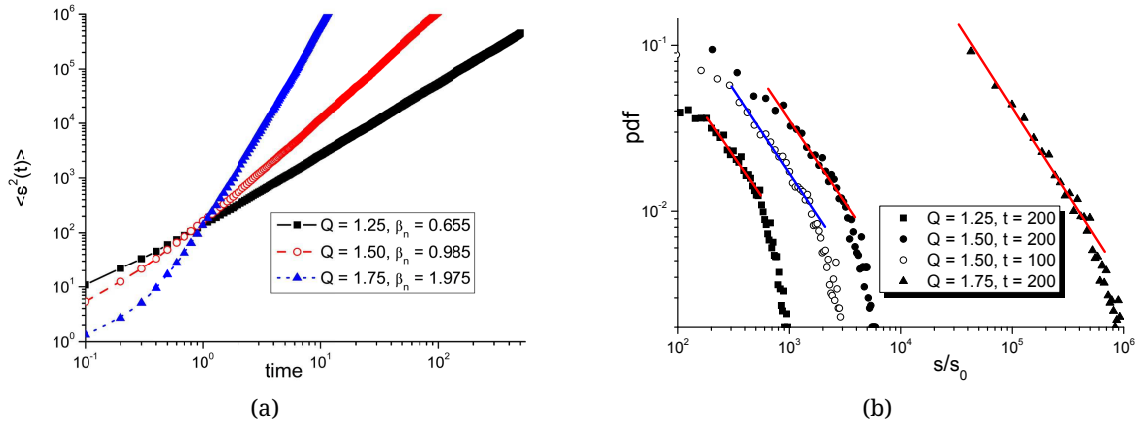 10^6
10^5
10^4
10^3
10^2
10^1
10^0
<ε^2(t)>
Q = 1.25, β_n = 0.655
Q = 1.50, β_n = 0.985
Q = 1.75, β_n = 1.975
10^-1 10^0 10^1 10^2
time
(a)
10^-1
10^-2
pdf
Q = 1.25, t = 200
Q = 1.50, t = 200
Q = 1.50, t = 100
Q = 1.75, t = 200
10^2 10^3 10^4 10^5 10^6
s/s_0
(b)